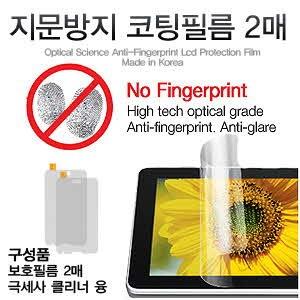 지문방지 코팅필름 2매
Optical Science Anti-Fingerprint Lcd Protection Film
Made in Korea
No Fingerprint
High tech optical grade
Anti-fingerprint. Anti-glare
구성품
보호필름 2매
극세사 클리너 융